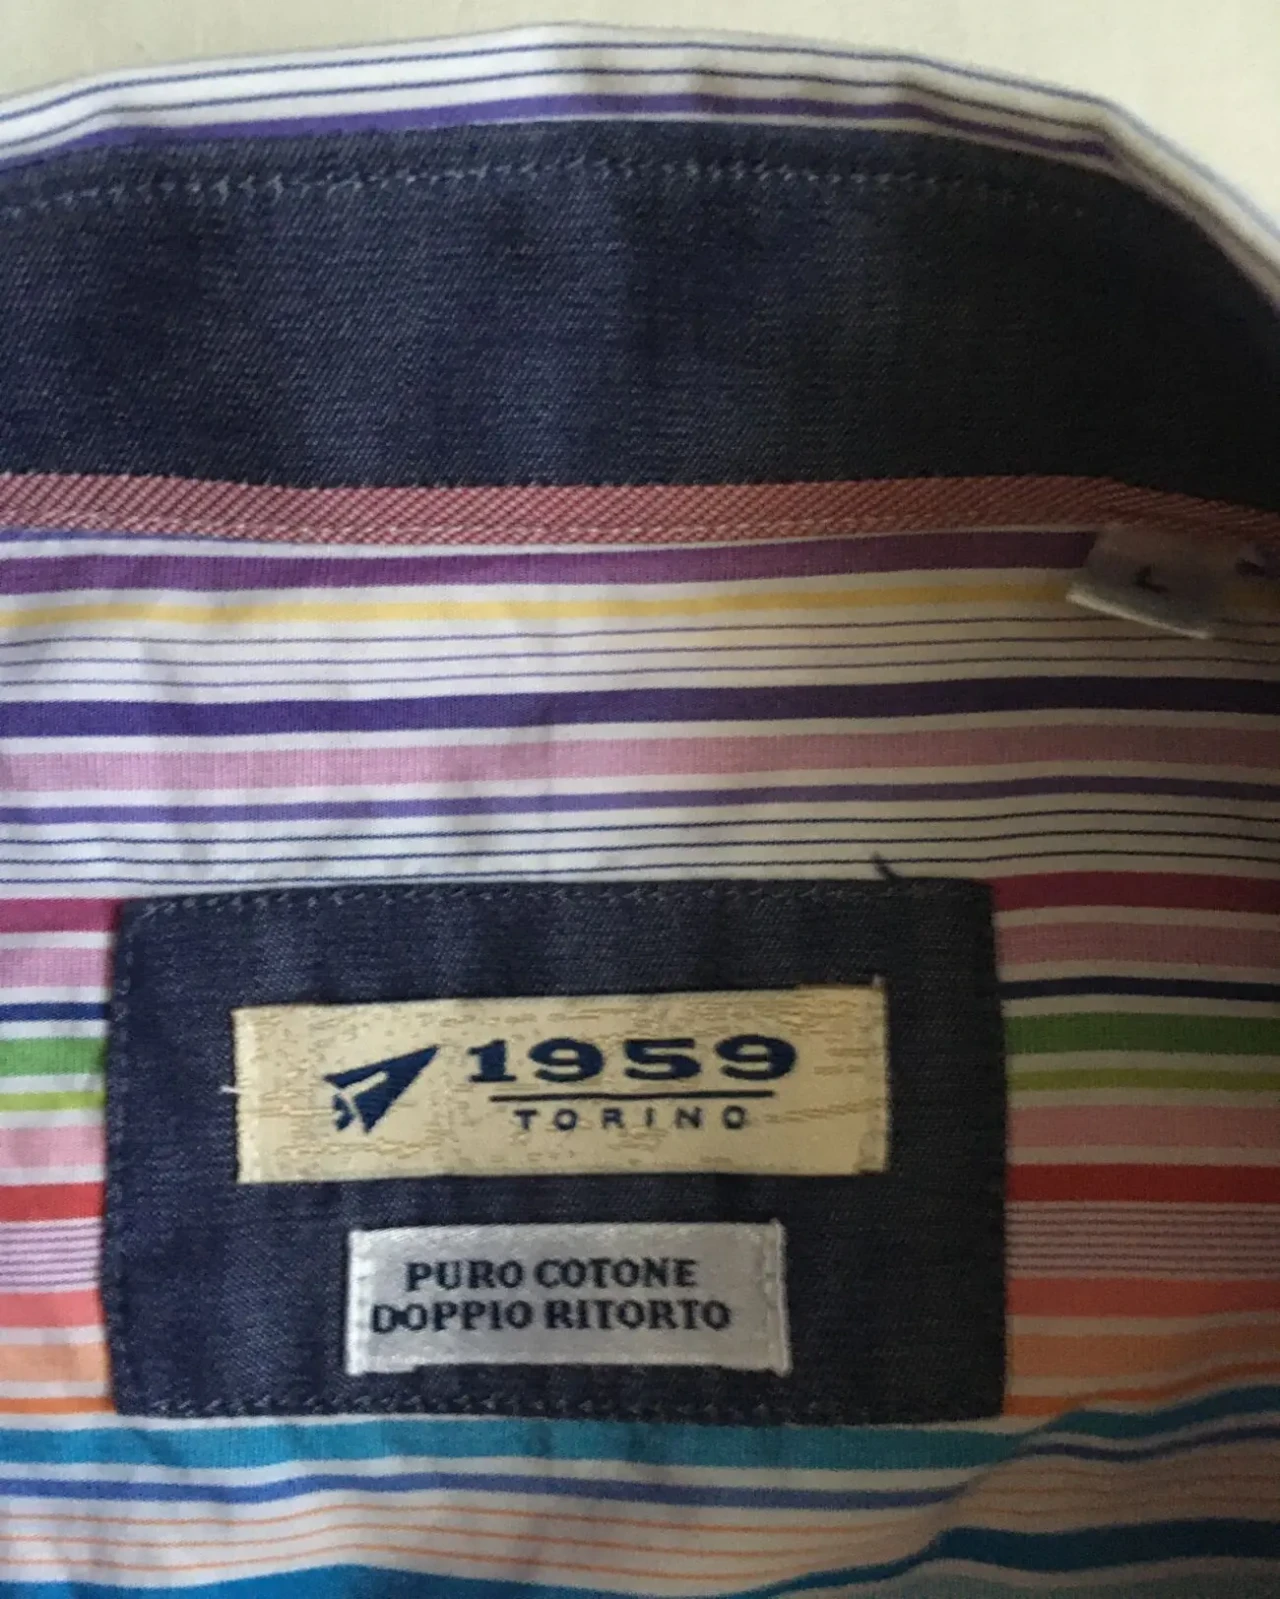 L
1959
TORINO
PURO COTONE
DOPPIO RITORTO